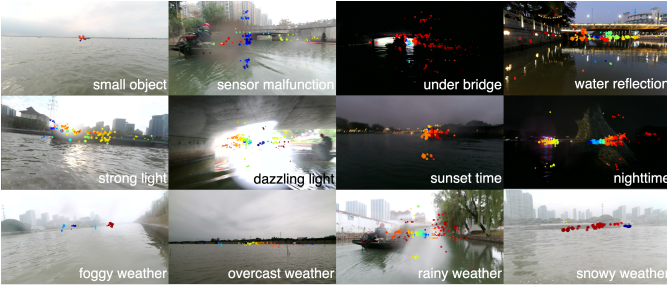 small object
sensor malfunction
under bridge
water reflection
strong light
dazzling light
sunset time
nighttime
foggy weather
overcast weather
rainy weather
snowy weather